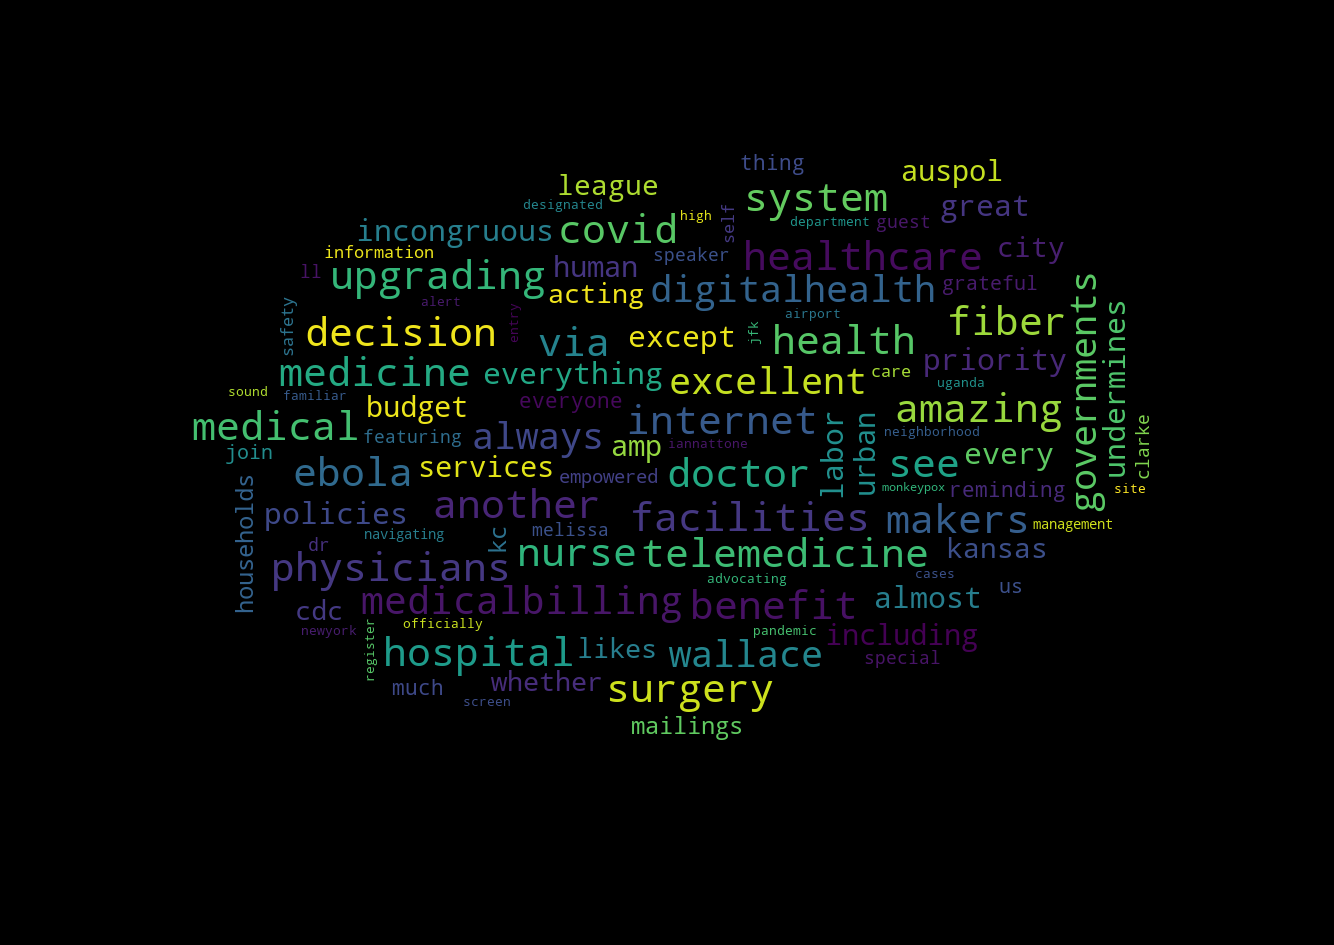 thing
auspol
league
system
designated
great
high
self
department
guest
incongruous
covid
information
speaker
healthcare
city
ll
upgrading
human
digitalhealth
grateful
acting
alert
safety
entry
airport
decision
via
except
jfk
health
fiber
governments
undermines
priority
medicine
everything
excellent
care
uganda
sound
familiar
budget
everyone
internet
amazing
medical
featuring
always
amp
iannattone
labor
urban
neighborhood
clarke
join
ebola
services
empowered
doctor
see
every
monkeypox
reminding
site
households
policies
another
facilities
makers
management
navigating
kc
melissa
dr
nurse
telemedicine
kansas
physicians
advocating
cases
us
cdc
medicalbilling
benefit
almost
newyork
officially
register
pandemic
including
hospital
likes
wallace
special
much
whether
surgery
screen
mailings